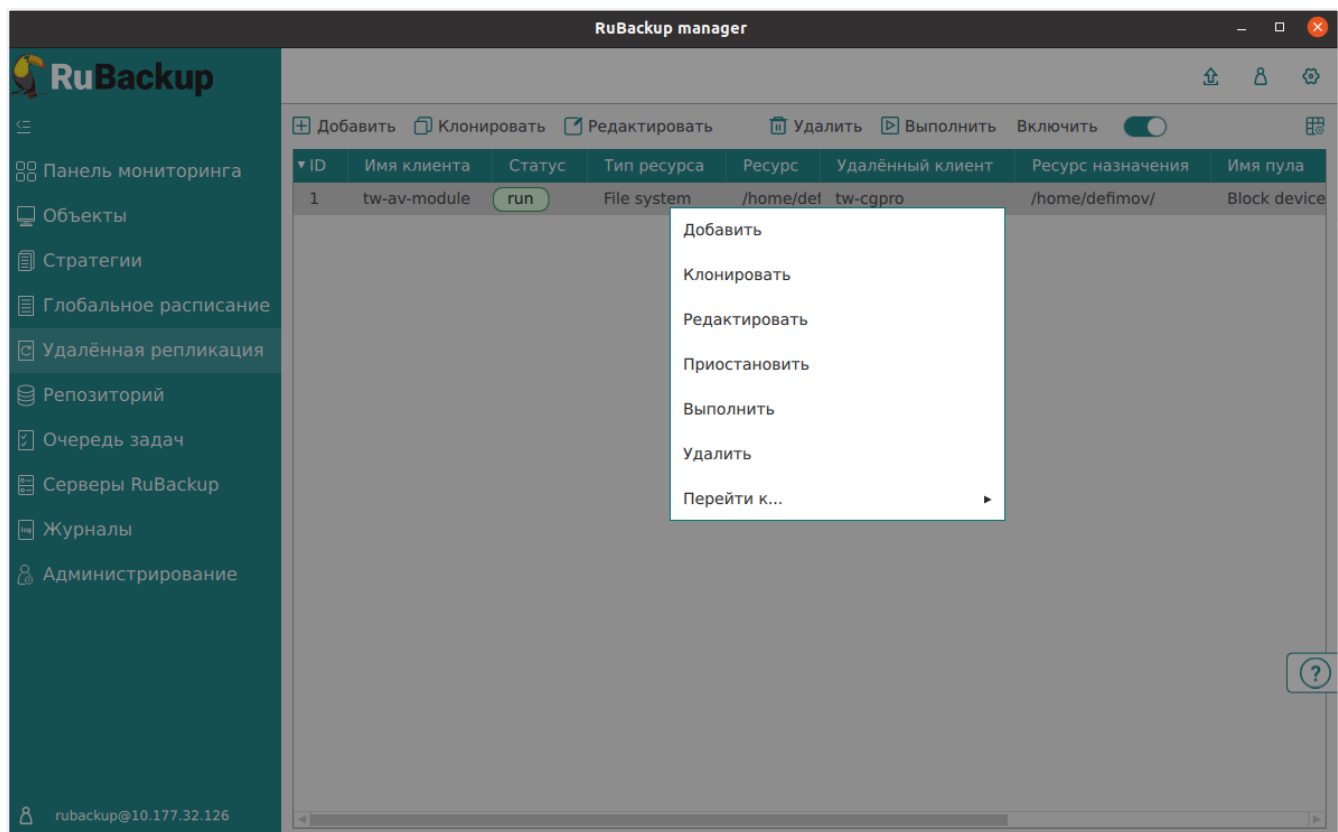 RuBackup manager
RuBackup
Добавить Клонировать Редактировать Удалить Выполнить Включить
Панель мониторинга
Объекты
Стратегии
Глобальное расписание
Удалённая репликация
Репозиторий
Очередь задач
Серверы RuBackup
log Журналы
Администрирование
rubackup@10.177.32.126
ID Имя клиента Статус Тип ресурса Ресурс Удалённый клиент Ресурс назначения Имя пула
1 tw-av-module run File system /home/def tw-cgpro /home/defimov/ Block device
Добавить
Клонировать
Редактировать
Приостановить
Выполнить
Удалить
Перейти к...
?